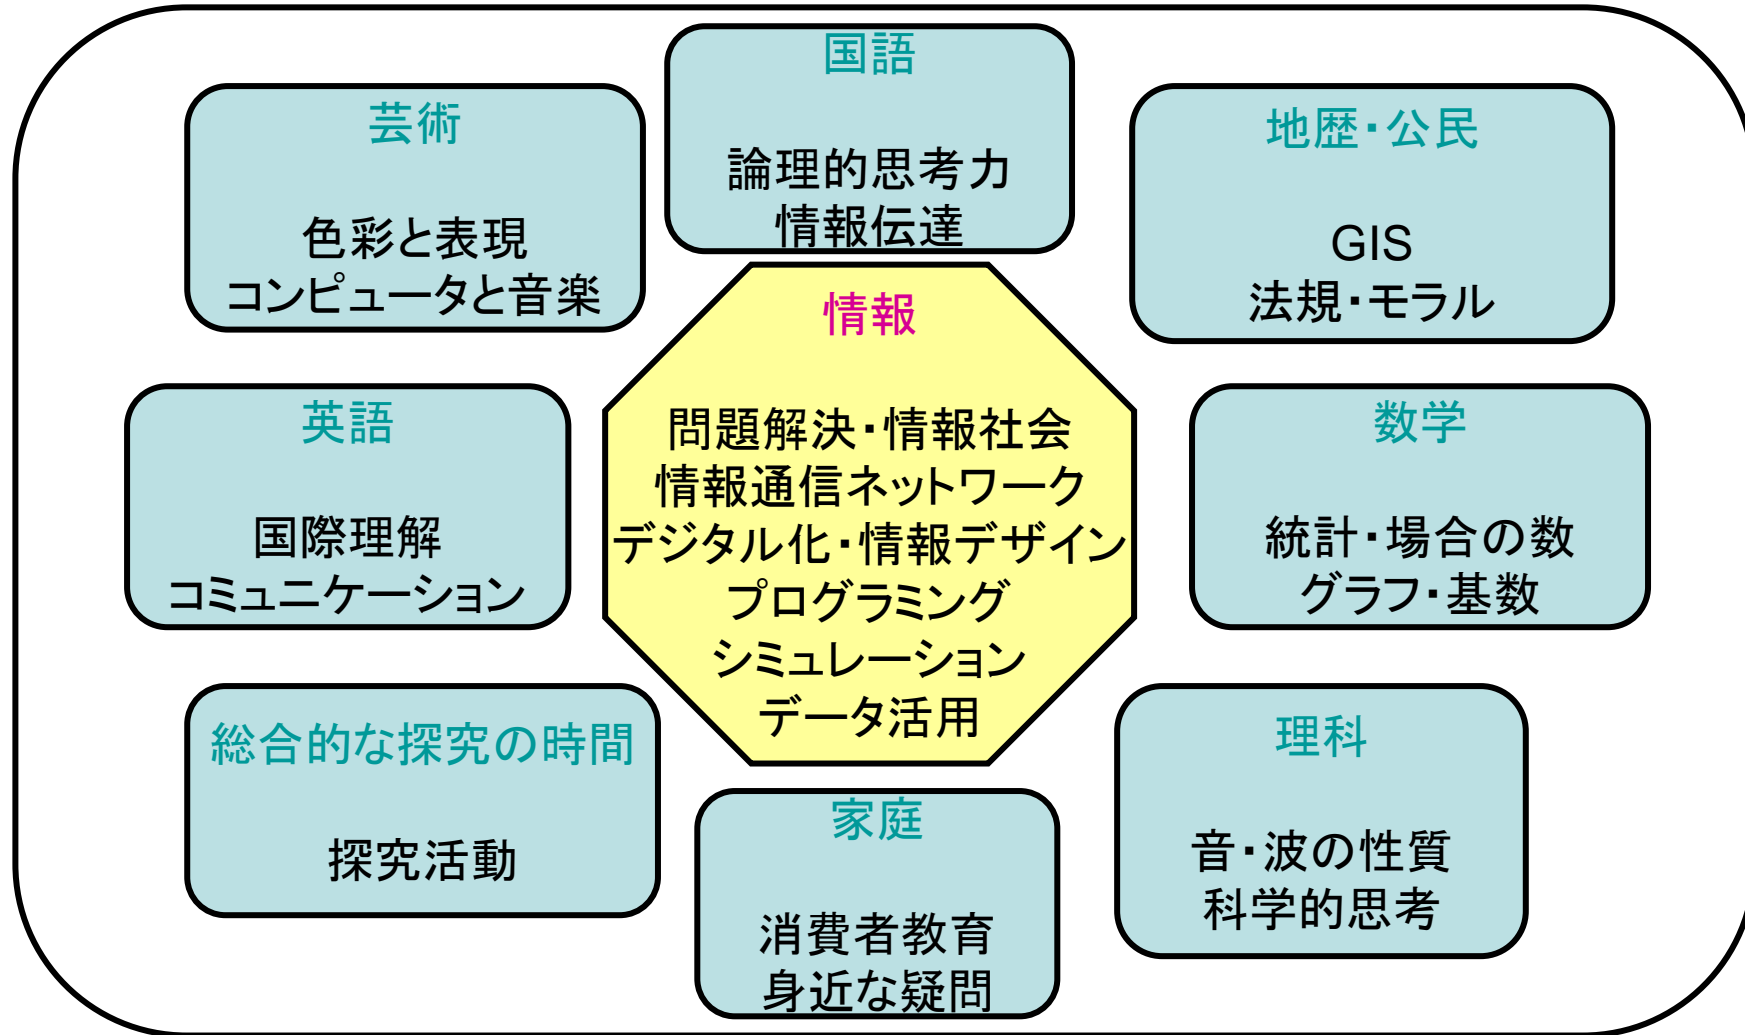 国語
論理的思考力
情報伝達
芸術
色彩と表現
コンピュータと音楽
地歴・公民
GIS
法規・モラル
情報
問題解決・情報社会
情報通信ネットワーク
デジタル化・情報デザイン
プログラミング
シミュレーション
データ活用
英語
国際理解
コミュニケーション
数学
統計・場合の数
グラフ・基数
総合的な探究の時間
探究活動
家庭
消費者教育
身近な疑問
理科
音・波の性質
科学的思考